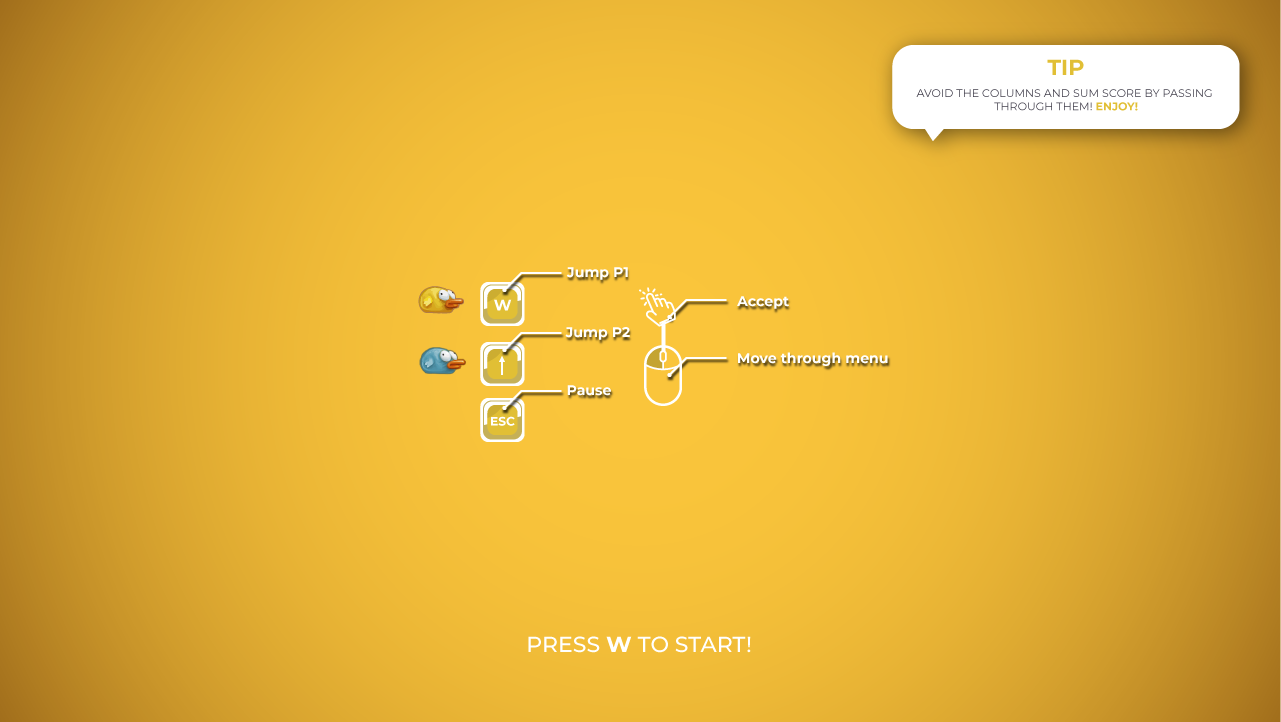 TIP
AVOID THE COLUMNS AND SUM SCORE BY PASSING
THROUGH THEM! ENJOY!
Jump P1
W
Accept
Jump P2
↑
Move through menu
Pause
ESC
PRESS W TO START!